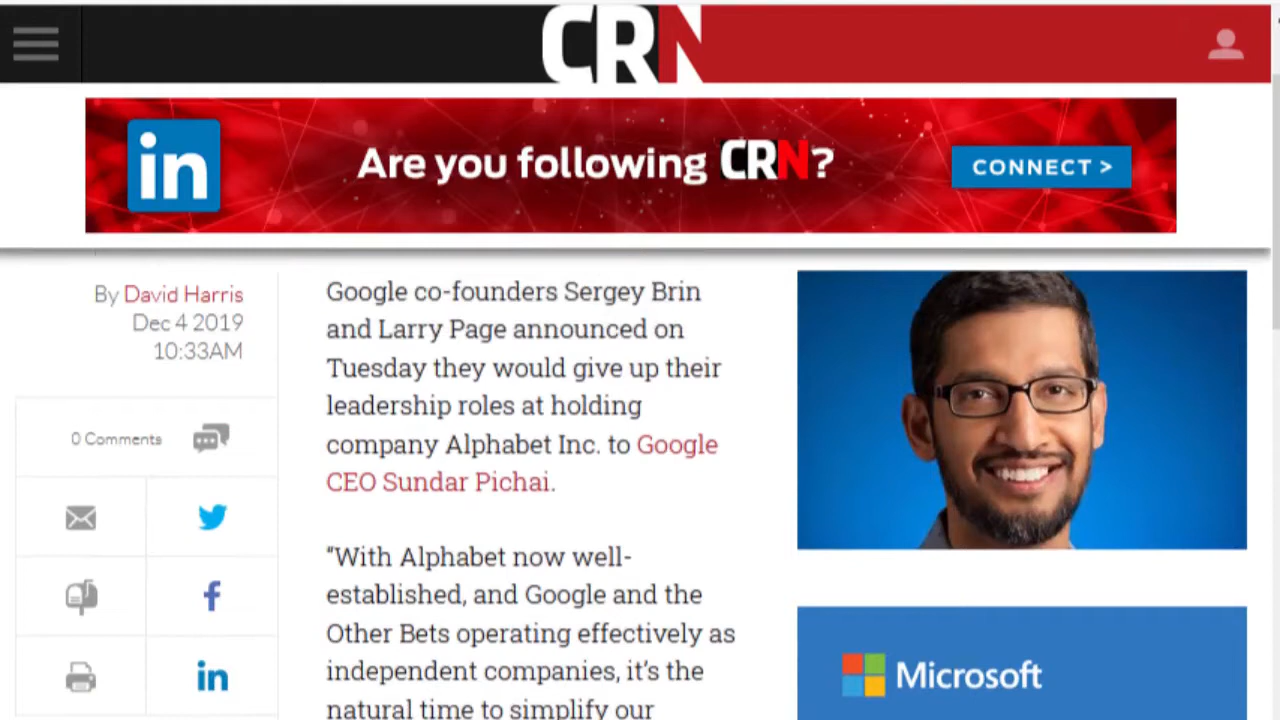 CRN
in
Are you following CRN?
CONNECT >
By David Harris
Dec 4 2019
10:33AM
0 Comments
in
Google co-founders Sergey Brin
and Larry Page announced on
Tuesday they would give up their
leadership roles at holding
company Alphabet Inc. to Google
CEO Sundar Pichai.
“With Alphabet now well-
established, and Google and the
Other Bets operating effectively as
independent companies, it’s the
natural time to simplify our
Microsoft